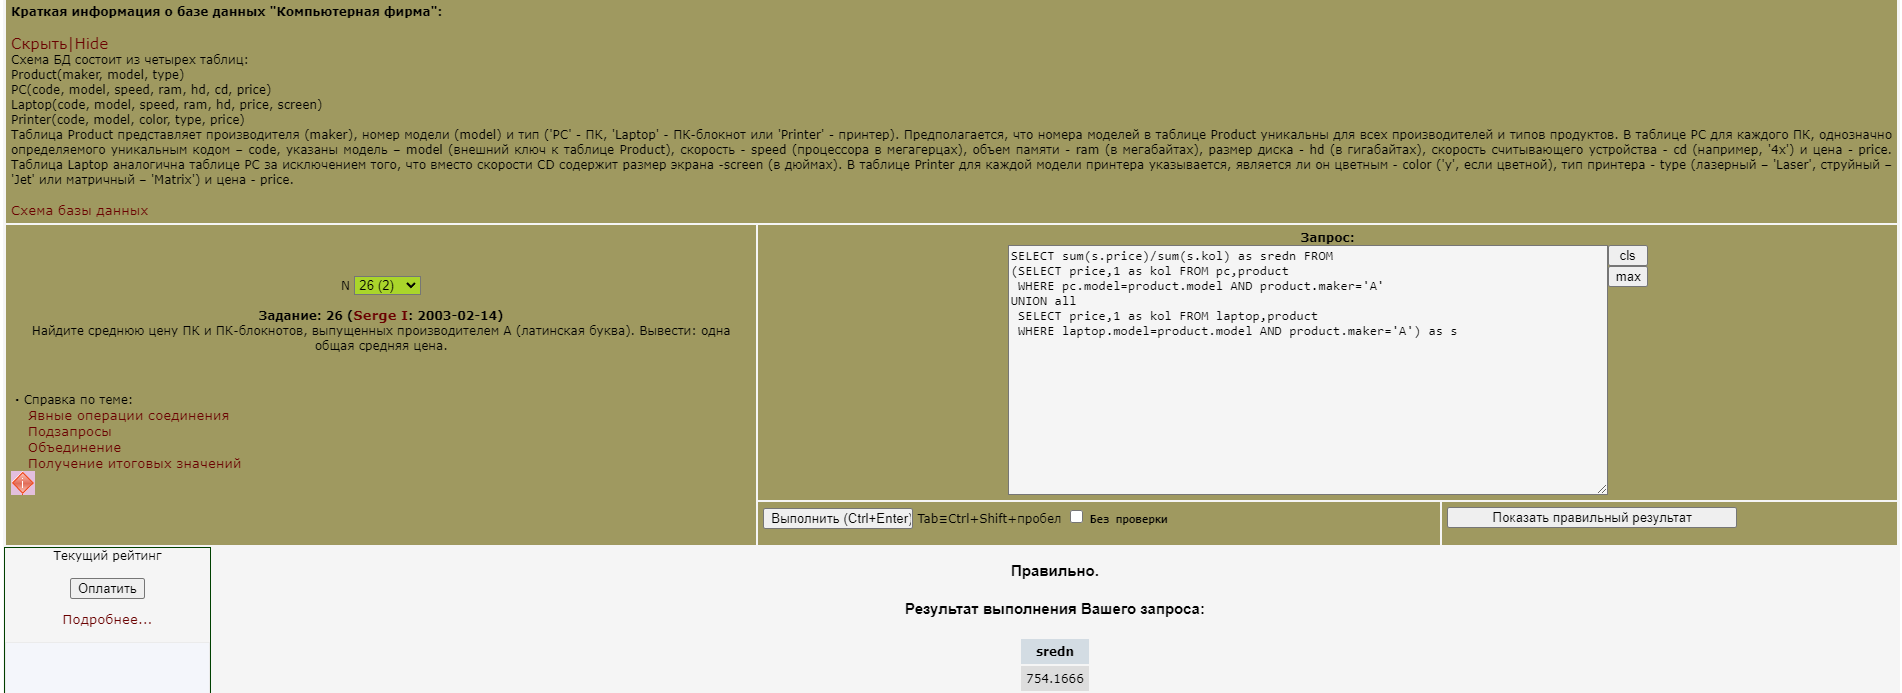 Краткая информация о базе данных "Компьютерная фирма":
Скрыть|Hide
Схема БД состоит из четырех таблиц:
Product(maker, model, type)
PC(code, model, speed, ram, hd, cd, price)
Laptop(code, model, speed, ram, hd, price, screen)
Printer(code, model, color, type, price)
Таблица Product представляет производителя (maker), номер модели (model) и тип ('PC' - ПК, 'Laptop' - ПК-блокнот или 'Printer' - принтер). Предполагается, что номера моделей в таблице Product уникальны для всех производителей и типов продуктов. В таблице PC для каждого ПК, однозначно
определяемого уникальным кодом – code, указаны модель – model (внешний ключ к таблице Product), скорость - speed (процессора в мегагерцах), объем памяти - ram (в мегабайтах), размер диска - hd (в гигабайтах), скорость считывающего устройства - cd (например, '4x') и цена - price.
Таблица Laptop аналогична таблице РС за исключением того, что вместо скорости CD содержит размер экрана -screen (в дюймах). В таблице Printer для каждой модели принтера указывается, является ли он цветным - color ('y', если цветной), тип принтера - type (лазерный – 'Laser', струйный –
'Jet' или матричный – 'Matrix') и цена - price.
Схема базы данных
N 26 (2)
Задание: 26 (Serge I: 2003-02-14)
Найдите среднюю цену ПК и ПК-блокнотов, выпущенных производителем A (латинская буква). Вывести: одна
общая средняя цена.
· Справка по теме:
Явные операции соединения
Подзапросы
Объединение
Получение итоговых значений
i
Запрос:
SELECT sum(s.price)/sum(s.kol) as sredn FROM
(SELECT price,1 as kol FROM pc,product
WHERE pc.model=product.model AND product.maker='A'
UNION all
SELECT price,1 as kol FROM laptop,product
WHERE laptop.model=product.model AND product.maker='A') as s
cls
max
Выполнить (Ctrl+Enter) Tab≡Ctrl+Shift+пробел Без проверки
Показать правильный результат
Текущий рейтинг
Оплатить
Подробнее...
Правильно.
Результат выполнения Вашего запроса:
sredn
754.1666